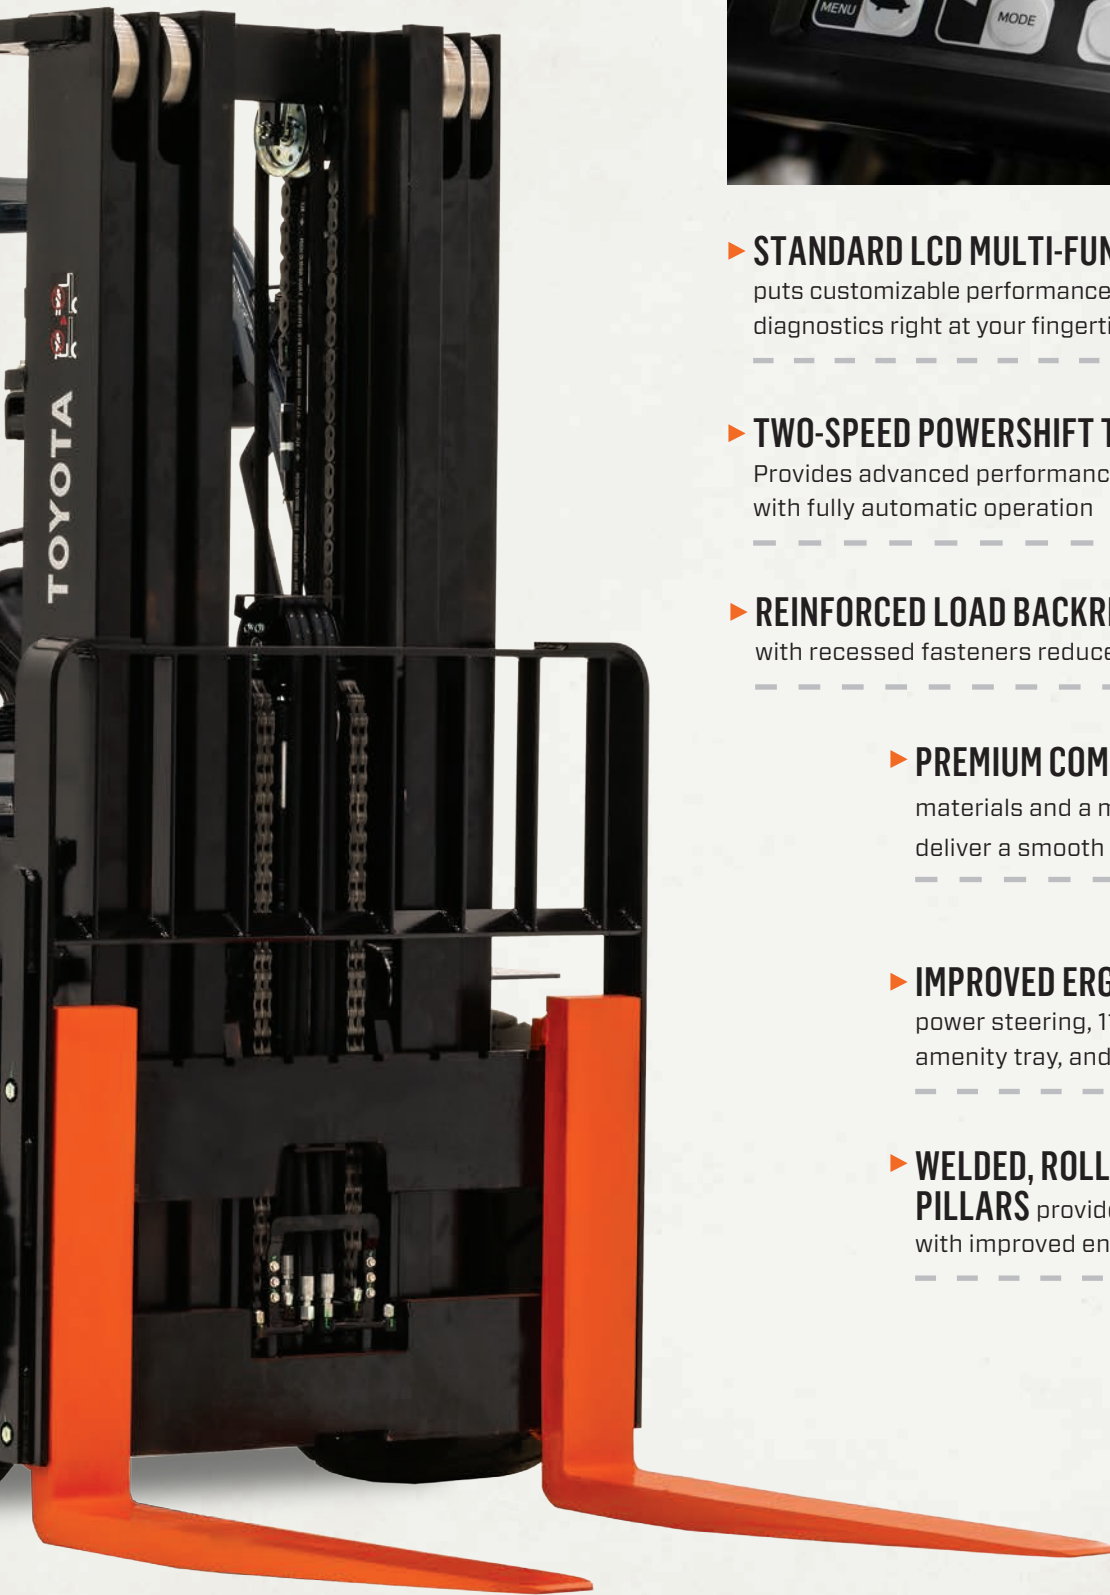 MENU
MODE
TOYOTA
STANDARD LCD MULTI-FUN
puts customizable performance
diagnostics right at your fingerti
TWO-SPEED POWERSHIFT T
Provides advanced performanc
with fully automatic operation
REINFORCED LOAD BACKR
with recessed fasteners reduce
PREMIUM COM
materials and a m
deliver a smooth
IMPROVED ERG
power steering, 1
amenity tray, and
WELDED, ROLL
PILLARS provide
with improved en